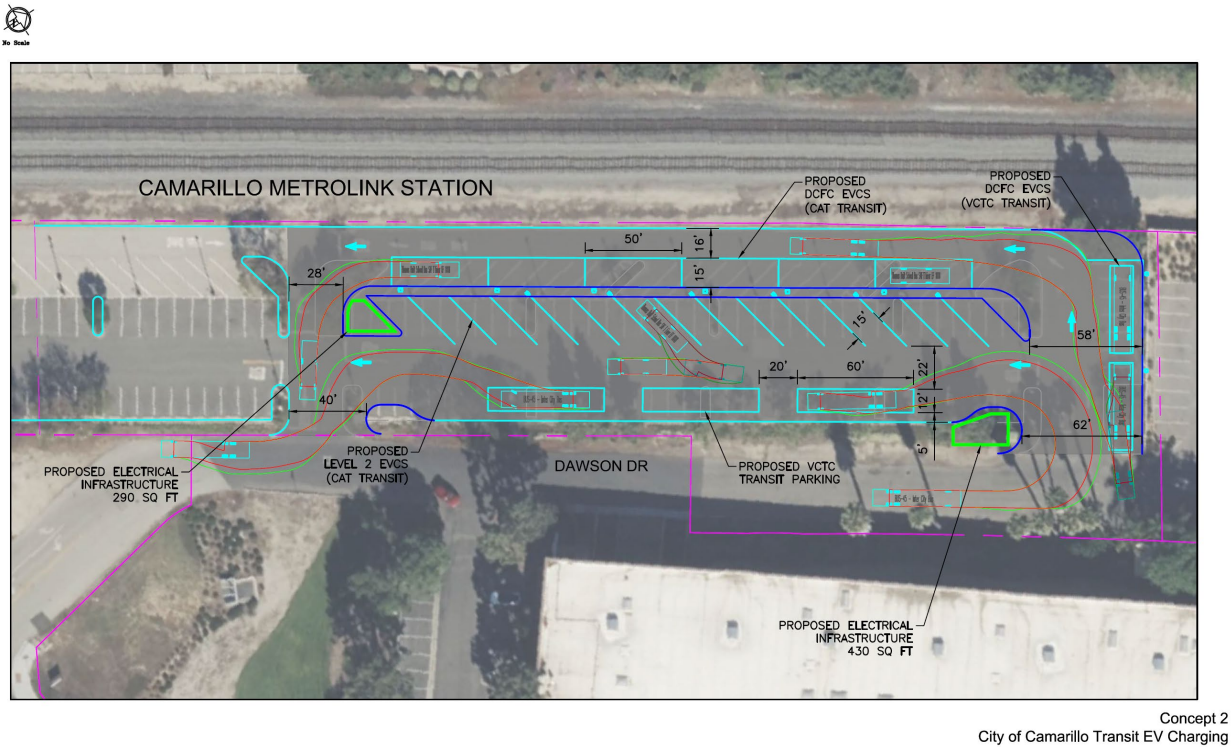 No Scale
CAMARILLO METROLINK STATION
PROPOSED
DCFC EVCS
(CAT TRANSIT)
PROPOSED
DCFC EVCS
(VCTC TRANSIT)
50'
16'
15'
28'
15'
58'
22'
20'
60'
12'
40'
5'
62'
PROPOSED ELECTRICAL
INFRASTRUCTURE
290 SQ FT
PROPOSED
LEVEL 2 EVCS
(CAT TRANSIT)
DAWSON DR
PROPOSED VCTC
TRANSIT PARKING
PROPOSED ELECTRICAL
INFRASTRUCTURE
430 SQ FT
Concept 2
City of Camarillo Transit EV Charging